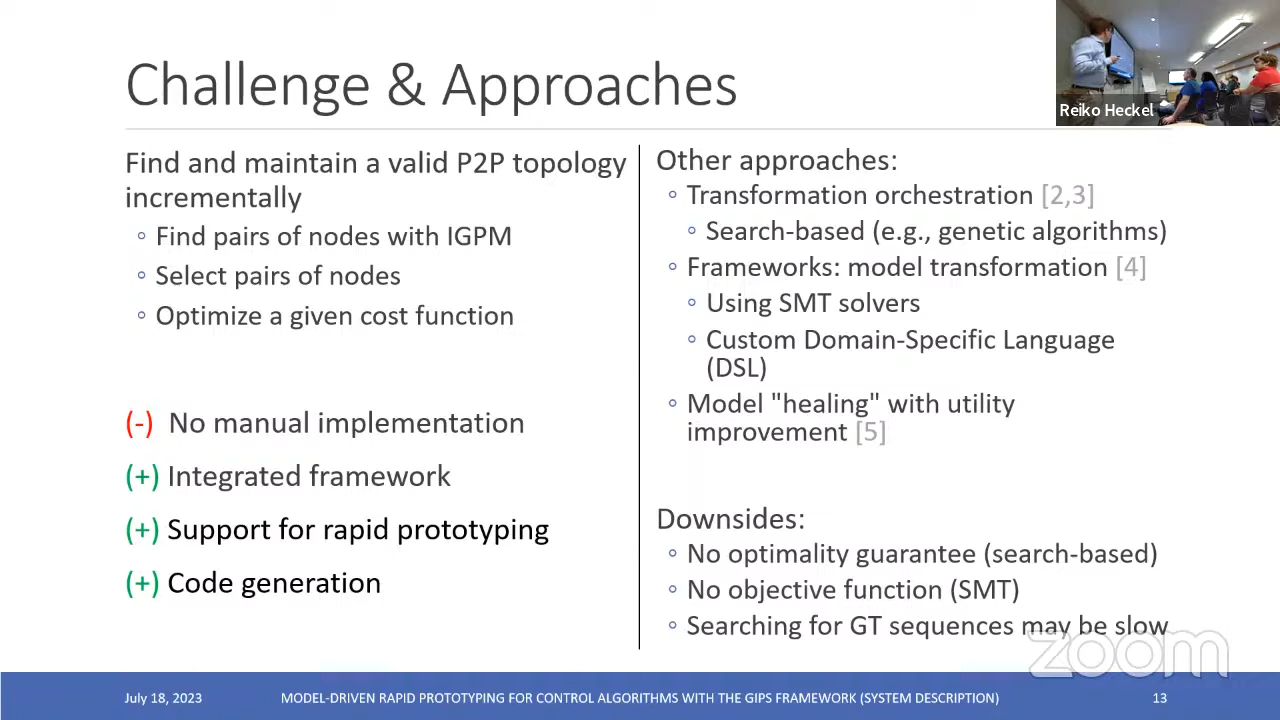 Challenge & Approaches
Reiko Heckel
Find and maintain a valid P2P topology
incrementally
◦ Find pairs of nodes with IGPM
◦ Select pairs of nodes
◦ Optimize a given cost function
(-) No manual implementation
(+) Integrated framework
(+) Support for rapid prototyping
(+) Code generation
Other approaches:
◦ Transformation orchestration [2,3]
◦ Search-based (e.g., genetic algorithms)
◦ Frameworks: model transformation [4]
◦ Using SMT solvers
◦ Custom Domain-Specific Language
(DSL)
◦ Model "healing" with utility
improvement [5]
Downsides:
◦ No optimality guarantee (search-based)
◦ No objective function (SMT)
◦ Searching for GT sequences may be slow
zoom
July 18, 2023
MODEL-DRIVEN RAPID PROTOTYPING FOR CONTROL ALGORITHMS WITH THE GIPS FRAMEWORK (SYSTEM DESCRIPTION)
13